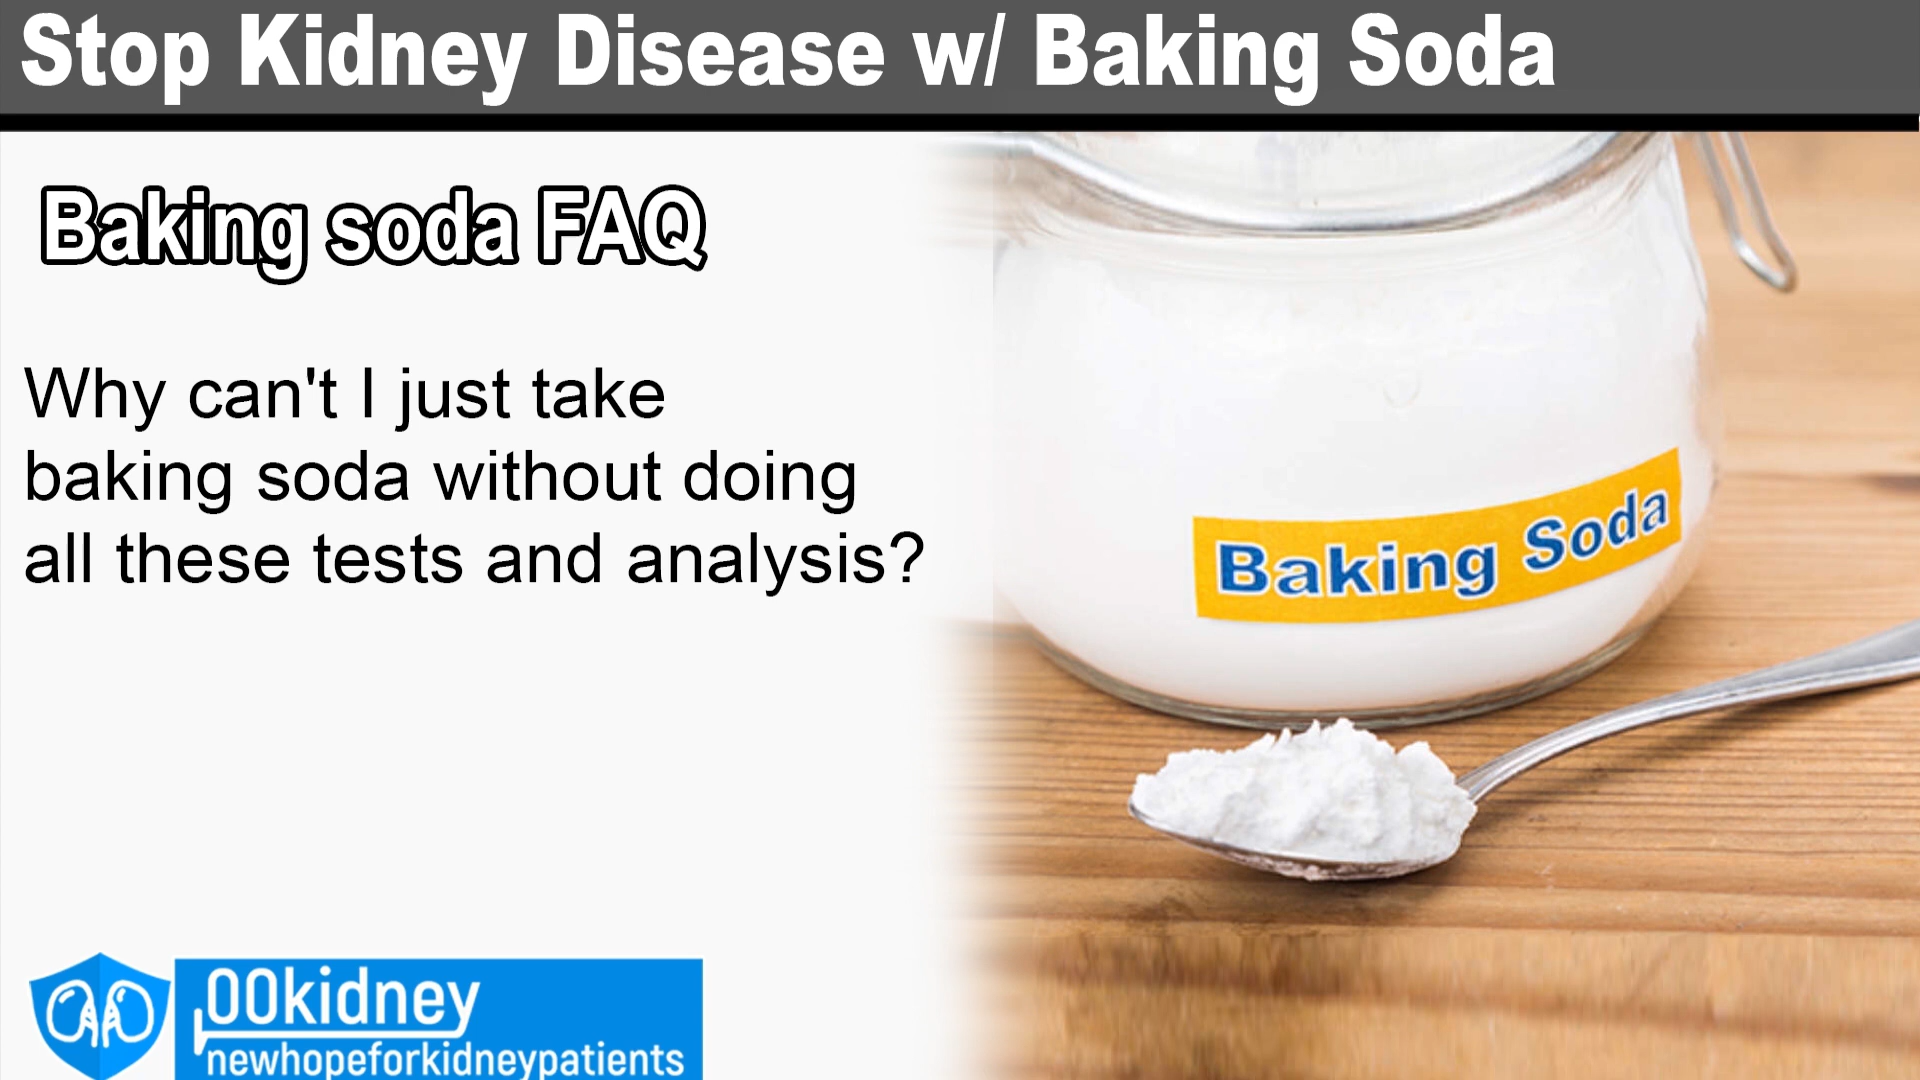 Stop Kidney Disease w/ Baking Soda
Baking soda FAQ
Why can't I just take
baking soda without doing
all these tests and analysis?
Baking Soda
00kidney
newhopeforkidneypatients